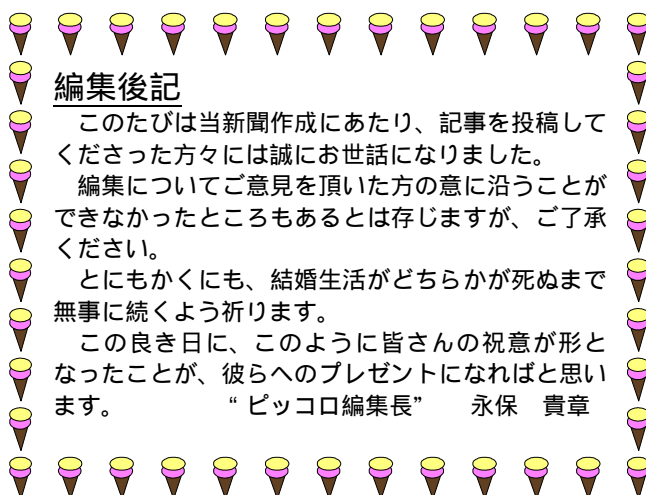 編集後記
　このたびは当新聞作成にあたり、記事を投稿して
くださった方々には誠にお世話になりました。
　編集についてご意見を頂いた方の意に沿うことが
できなかったところもあるとは存じますが、ご了承
ください。
　とにもかくにも、結婚生活がどちらかが死ぬまで
無事に続くよう祈ります。
　この良き日に、このように皆さんの祝意が形と
なったことが、彼らへのプレゼントになればと思い
ます。　　　　　“ピッコロ編集長”　　永保　貴章